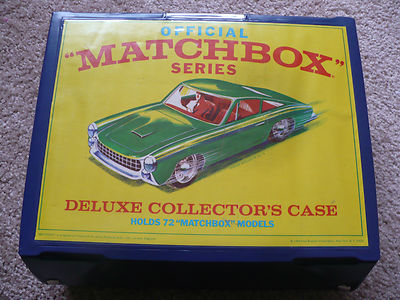 OFFICIAL
"MATCHBOX"
SERIES
DELUXE COLLECTOR'S CASE
HOLDS 72 "MATCHBOX" MODELS